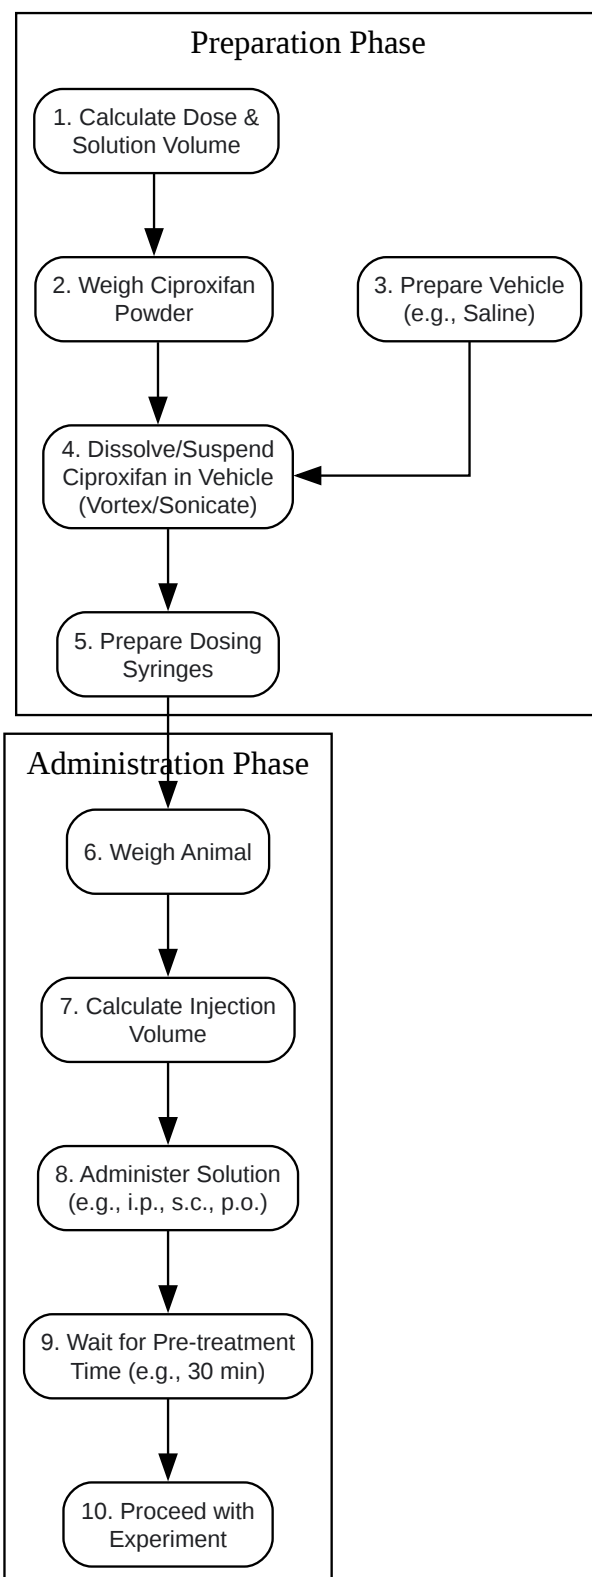 Preparation Phase
1. Calculate Dose &
Solution Volume
2. Weigh Ciproxifan
Powder
3. Prepare Vehicle
(e.g., Saline)
4. Dissolve/Suspend
Ciproxifan in Vehicle
(Vortex/Sonicate)
5. Prepare Dosing
Syringes
Administration Phase
6. Weigh Animal
7. Calculate Injection
Volume
8. Administer Solution
(e.g., i.p., s.c., p.o.)
9. Wait for Pre-treatment
Time (e.g., 30 min)
10. Proceed with
Experiment